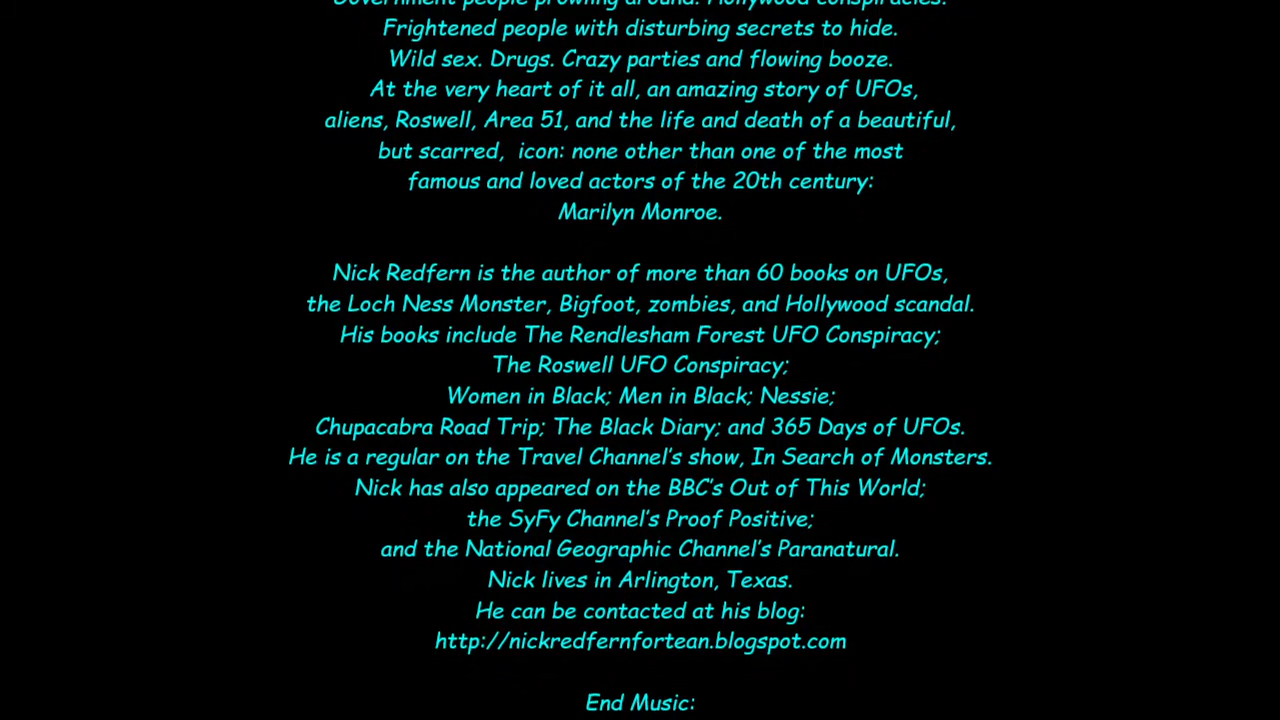 Government people prowling around. Hollywood conspiracies.
Frightened people with disturbing secrets to hide.
Wild sex. Drugs. Crazy parties and flowing booze.
At the very heart of it all, an amazing story of UFOs,
aliens, Roswell, Area 51, and the life and death of a beautiful,
but scarred,  icon: none other than one of the most
famous and loved actors of the 20th century:
Marilyn Monroe.
Nick Redfern is the author of more than 60 books on UFOs,
the Loch Ness Monster, Bigfoot, zombies, and Hollywood scandal.
His books include The Rendlesham Forest UFO Conspiracy;
The Roswell UFO Conspiracy;
Women in Black; Men in Black; Nessie;
Chupacabra Road Trip; The Black Diary; and 365 Days of UFOs.
He is a regular on the Travel Channel's show, In Search of Monsters.
Nick has also appeared on the BBC's Out of This World;
the SyFy Channel's Proof Positive;
and the National Geographic Channel's Paranatural.
Nick lives in Arlington, Texas.
He can be contacted at his blog:
http://nickredfernfortean.blogspot.com
End Music: